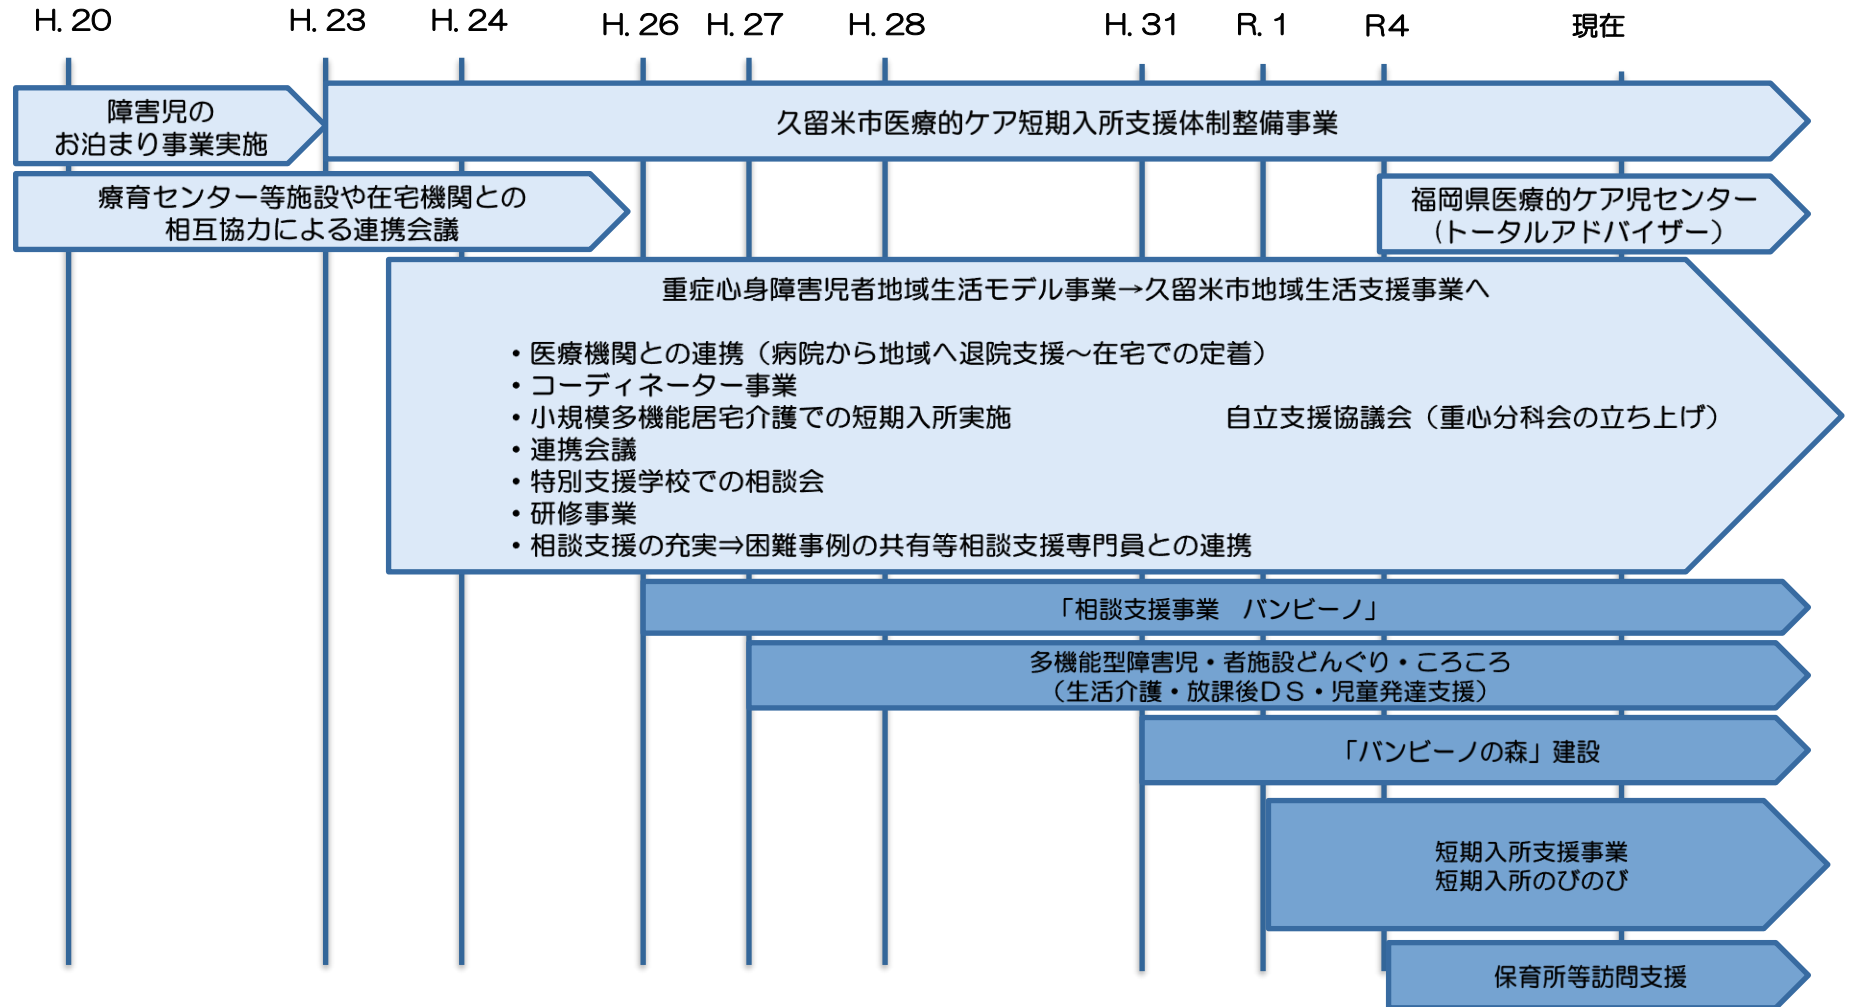 H. 20
H. 23
H. 24
H. 26
H. 27
H. 28
H. 31
R. 1
R4
現在
障害児の
お泊まり事業実施
久留米市医療的ケア短期入所支援体制整備事業
療育センター等施設や在宅機関との
相互協力による連携会議
福岡県医療的ケア児センター
（トータルアドバイザー）
重症心身障害児者地域生活モデル事業→久留米市地域生活支援事業へ
・医療機関との連携（病院から地域へ退院支援～在宅での定着）
・コーディネーター事業
・小規模多機能居宅介護での短期入所実施
自立支援協議会（重心分科会の立ち上げ）
・連携会議
・特別支援学校での相談会
・研修事業
・相談支援の充実⇒困難事例の共有等相談支援専門員との連携
「相談支援事業　バンビーノ」
多機能型障害児・者施設どんぐり・ころころ
（生活介護・放課後ＤＳ・児童発達支援）
「バンビーノの森」建設
短期入所支援事業
短期入所のびのび
保育所等訪問支援